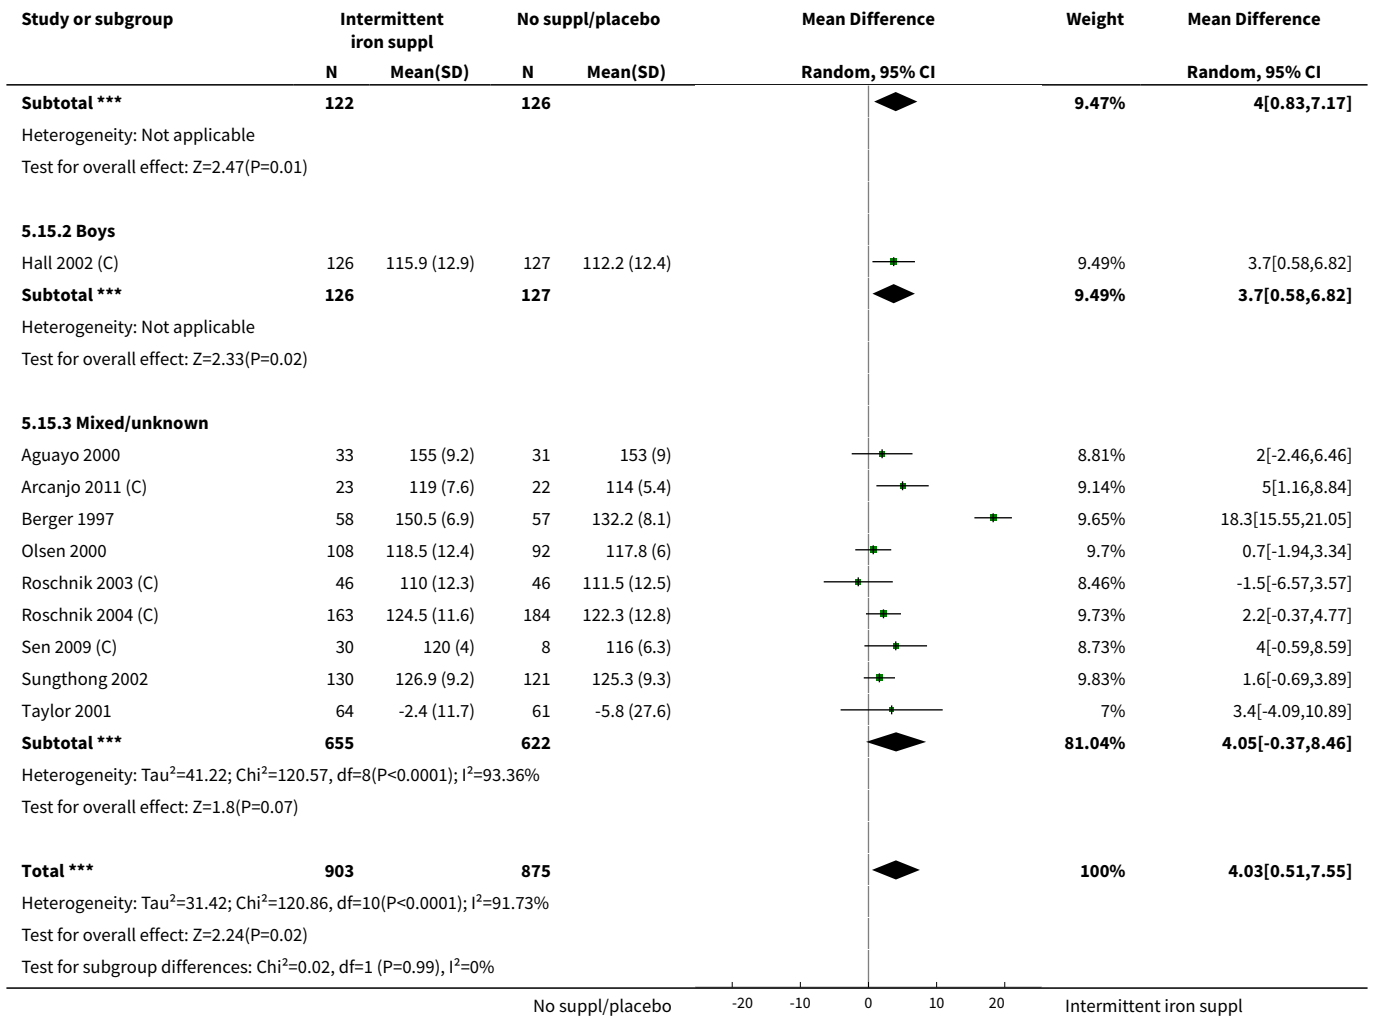 Study or subgroup Intermittent iron suppl No suppl/placebo Mean Difference Weight Mean Difference
N Mean(SD) N Mean(SD) Random, 95% CI Random, 95% CI
Subtotal *** 122 126 9.47% 4[0.83,7.17]
Heterogeneity: Not applicable
Test for overall effect: Z=2.47(P=0.01)
5.15.2 Boys
Hall 2002 (C) 126 115.9 (12.9) 127 112.2 (12.4) 9.49% 3.7[0.58,6.82]
Subtotal *** 126 127 9.49% 3.7[0.58,6.82]
Heterogeneity: Not applicable
Test for overall effect: Z=2.33(P=0.02)
5.15.3 Mixed/unknown
Aguayo 2000 33 155 (9.2) 31 153 (9) 8.81% 2[-2.46,6.46]
Arcanjo 2011 (C) 23 119 (7.6) 22 114 (5.4) 9.14% 5[1.16,8.84]
Berger 1997 58 150.5 (6.9) 57 132.2 (8.1) 9.65% 18.3[15.55,21.05]
Olsen 2000 108 118.5 (12.4) 92 117.8 (6) 9.7% 0.7[-1.94,3.34]
Roschnik 2003 (C) 46 110 (12.3) 46 111.5 (12.5) 8.46% -1.5[-6.57,3.57]
Roschnik 2004 (C) 163 124.5 (11.6) 184 122.3 (12.8) 9.73% 2.2[-0.37,4.77]
Sen 2009 (C) 30 120 (4) 8 116 (6.3) 8.73% 4[-0.59,8.59]
Sungthong 2002 130 126.9 (9.2) 121 125.3 (9.3) 9.83% 1.6[-0.69,3.89]
Taylor 2001 64 -2.4 (11.7) 61 -5.8 (27.6) 7% 3.4[-4.09,10.89]
Subtotal *** 655 622 81.04% 4.05[-0.37,8.46]
Heterogeneity: Tau²=41.22; Chi²=120.57, df=8(P<0.0001); I²=93.36%
Test for overall effect: Z=1.8(P=0.07)
Total *** 903 875 100% 4.03[0.51,7.55]
Heterogeneity: Tau²=31.42; Chi²=120.86, df=10(P<0.0001); I²=91.73%
Test for overall effect: Z=2.24(P=0.02)
Test for subgroup differences: Chi²=0.02, df=1 (P=0.99), I²=0%
No suppl/placebo -20 -10 0 10 20 Intermittent iron suppl